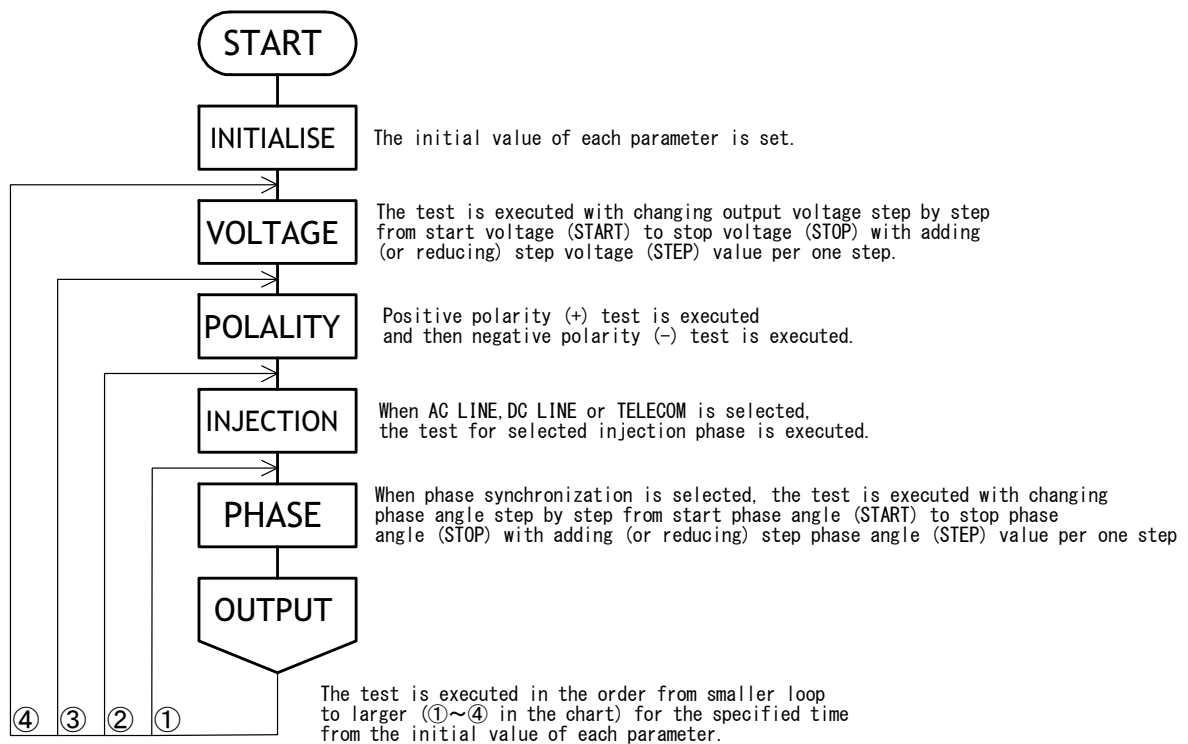 START
INITIALISE
The initial value of each parameter is set.
VOLTAGE
The test is executed with changing output voltage step by step
from start voltage (START) to stop voltage (STOP) with adding
(or reducing) step voltage (STEP) value per one step.
POLALITY
Positive polarity (+) test is executed
and then negative polarity (−) test is executed.
INJECTION
When AC LINE,DC LINE or TELECOM is selected,
the test for selected injection phase is executed.
PHASE
When phase synchronization is selected, the test is executed with changing
phase angle step by step from start phase angle (START) to stop phase
angle (STOP) with adding (or reducing) step phase angle (STEP) value per one step
OUTPUT
The test is executed in the order from smaller loop
to larger (①～④ in the chart) for the specified time
from the initial value of each parameter.
④ ③ ② ①